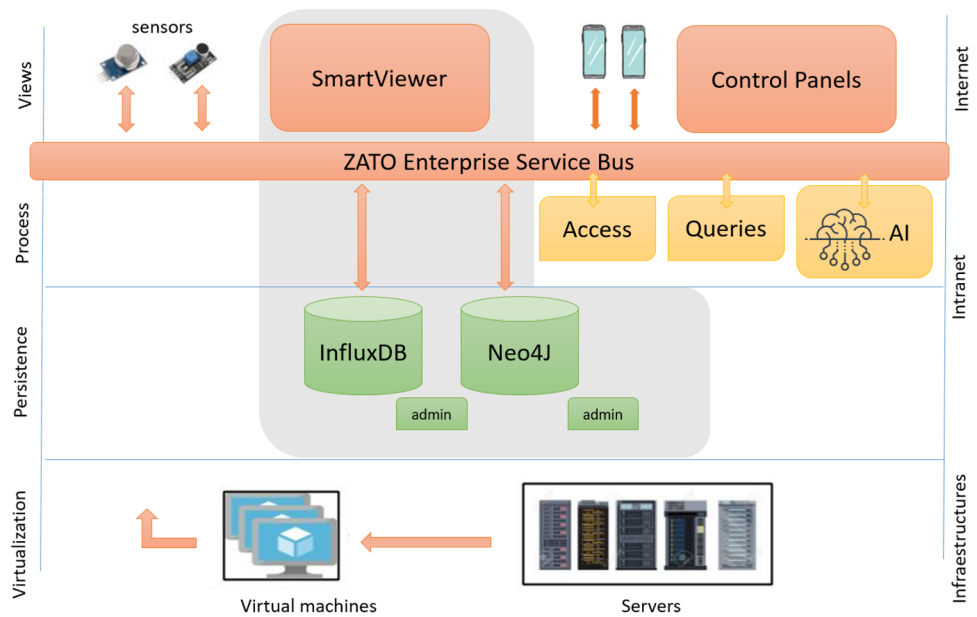 sensors
SmartViewer
Control Panels
Views
Internet
ZATO Enterprise Service Bus
Process
Access
Queries
AI
Intranet
Persistence
InfluxDB
Neo4J
admin
admin
Virtualization
Infraestructures
Virtual machines
Servers